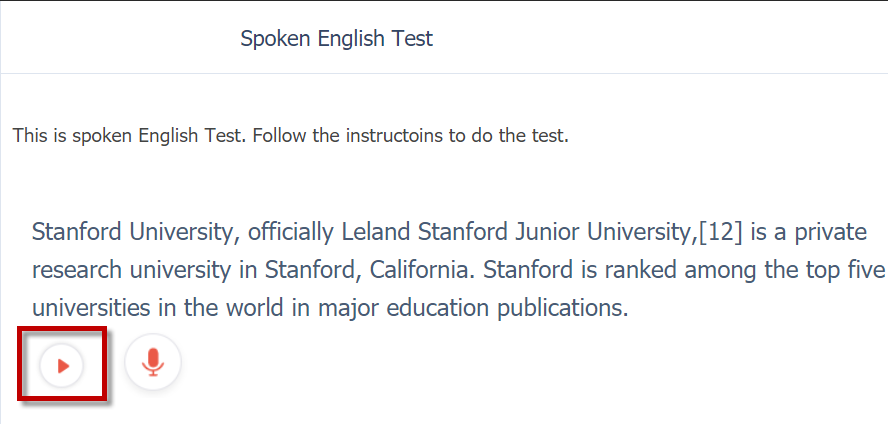 Spoken English Test
This is spoken English Test. Follow the instructoins to do the test.
Stanford University, officially Leland Stanford Junior University,[12] is a private
research university in Stanford, California. Stanford is ranked among the top five
universities in the world in major education publications.